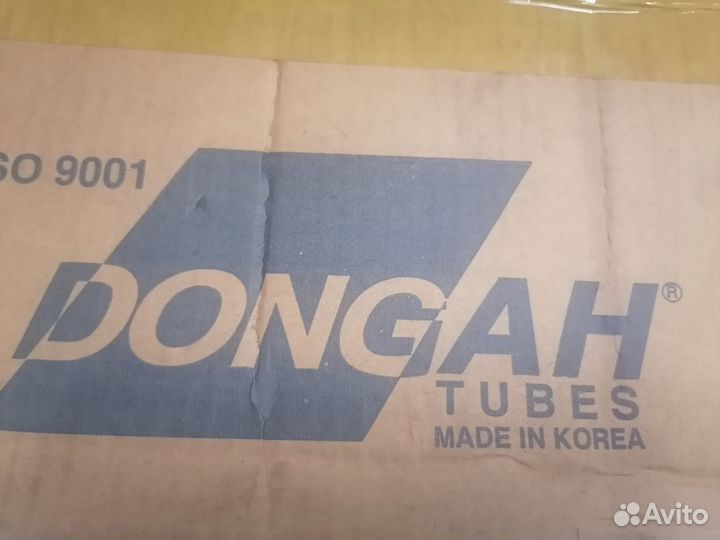 SO 9001
DONGAH®
TUBES
MADE IN KOREA
Avito